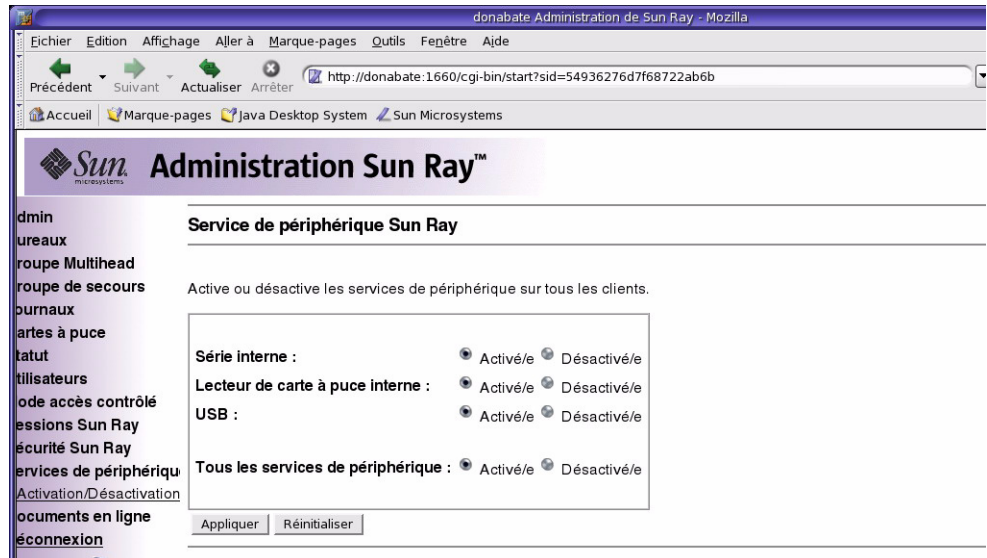 donabate Administration de Sun Ray - Mozilla
Fichier Edition Affichage Aller à Marque-pages Outils Fenêtre Aide
Précédent Suivant Actualiser Arrêter http://donabate:1660/cgi-bin/start?sid=54936276d7f68722ab6b
Accueil Marque-pages Java Desktop System Sun Microsystems
Sun microsystems Administration Sun Ray™
dmin
ureaux
roupe Multihead
roupe de secours
ournaux
artes à puce
tatut
tilisateurs
ode accès contrôlé
essions Sun Ray
écurité Sun Ray
ervices de périphériqu
Activation/Désactivation
ocuments en ligne
éconnexion
Service de périphérique Sun Ray
Active ou désactive les services de périphérique sur tous les clients.
Série interne : Activé/e Désactivé/e
Lecteur de carte à puce interne : Activé/e Désactivé/e
USB : Activé/e Désactivé/e
Tous les services de périphérique : Activé/e Désactivé/e
Appliquer Réinitialiser